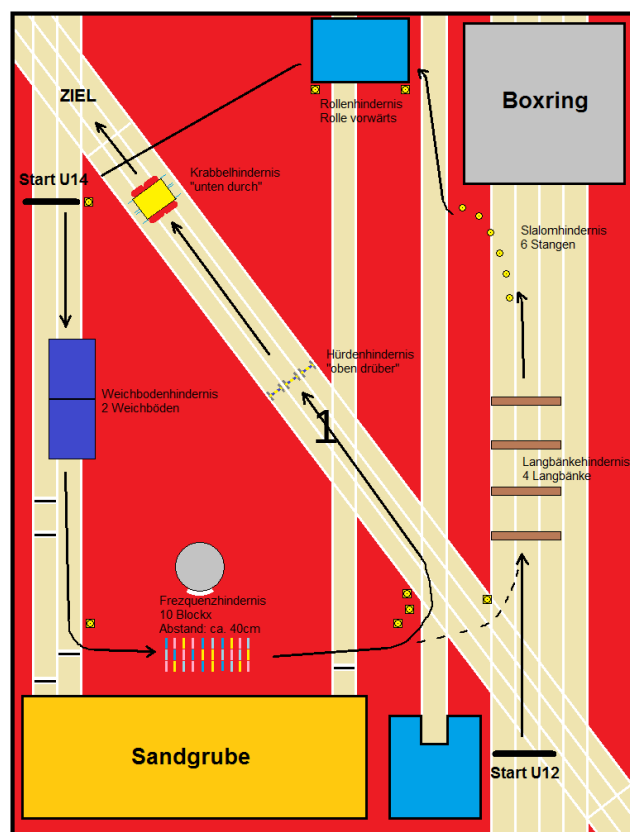 Boxring
ZIEL
Rollenhindernis
Rolle vorwärts
Krabbelhindernis
"unten durch"
Start U14
Slalomhindernis
6 Stangen
Hürdenhindernis
"oben drüber"
Weichbodenhindernis
2 Weichböden
1
Langbänkehindernis
4 Langbänke
Frezquenzhindernis
10 Blockx
Abstand: ca. 40cm
Sandgrube
Start U12